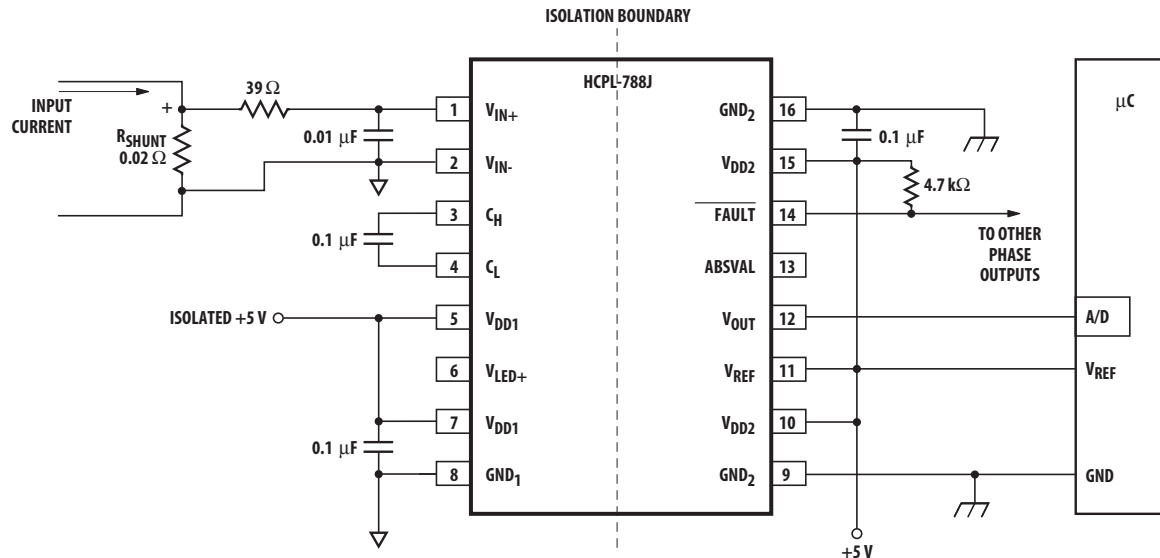 ISOLATION BOUNDARY
HCPL-788J
INPUT
CURRENT
+
39 Ω
R_SHUNT
0.02 Ω
0.01 μF
0.1 μF
ISOLATED +5 V
0.1 μF
1 V_IN+
2 V_IN-
3 C_H
4 C_L
5 V_DD1
6 V_LED+
7 V_DD1
8 GND_1
GND_2 16
V_DD2 15
F̅A̅U̅L̅T̅ 14
ABSVAL 13
V_OUT 12
V_REF 11
V_DD2 10
GND_2 9
0.1 μF
4.7 kΩ
TO OTHER
PHASE
OUTPUTS
+5 V
μC
A/D
V_REF
GND